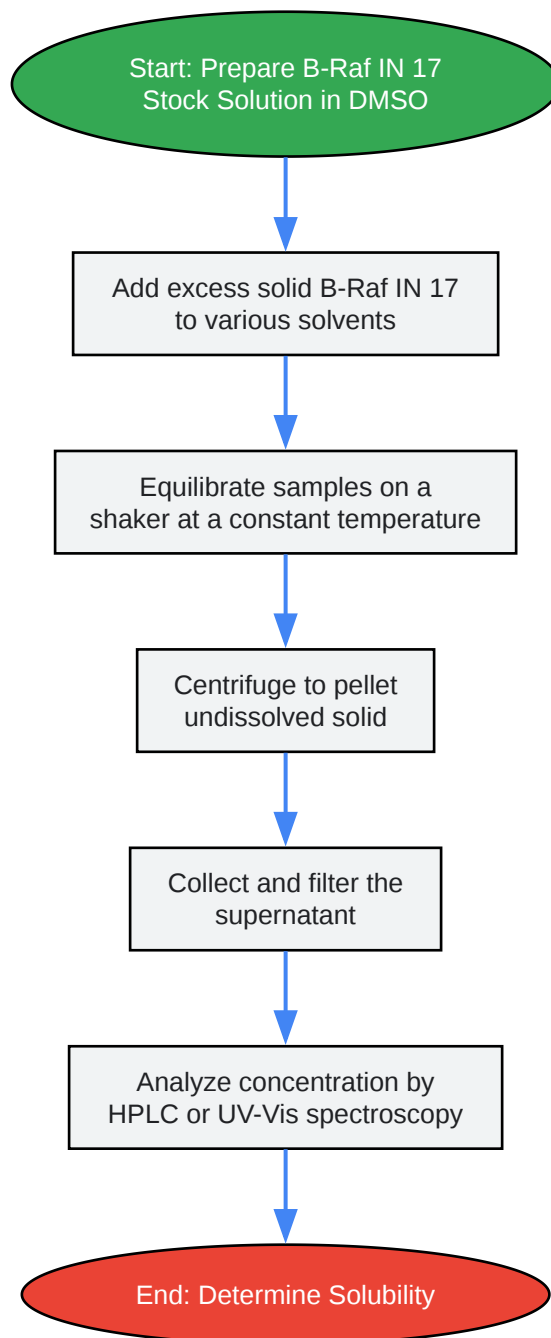 Start: Prepare B-Raf IN 17
Stock Solution in DMSO
Add excess solid B-Raf IN 17
to various solvents
Equilibrate samples on a
shaker at a constant temperature
Centrifuge to pellet
undissolved solid
Collect and filter the
supernatant
Analyze concentration by
HPLC or UV-Vis spectroscopy
End: Determine Solubility